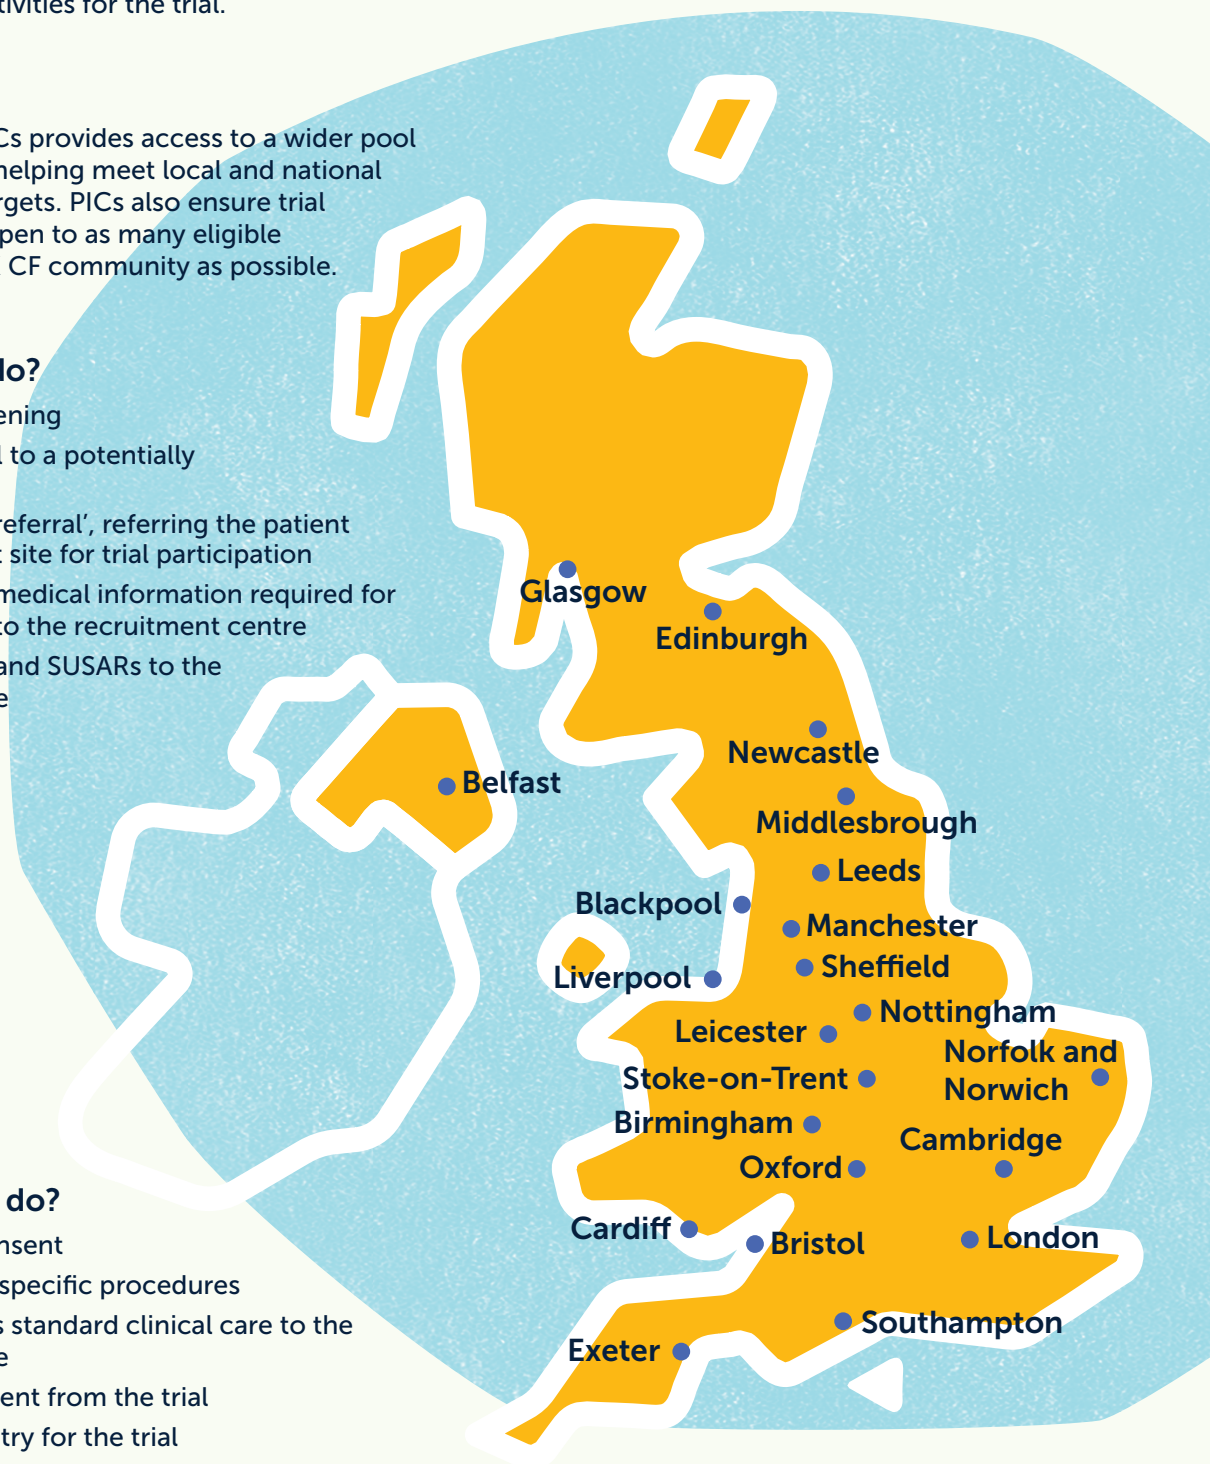 tivities for the trial.
Cs provides access to a wider pool
helping meet local and national
rgets. PICs also ensure trial
pen to as many eligible
CF community as possible.
do?
ening
l to a potentially
referral’, referring the patient
t site for trial participation
medical information required for
to the recruitment centre
and SUSARs to the
e
Glasgow
Edinburgh
Newcastle
Belfast
Middlesbrough
Leeds
Blackpool
Manchester
Sheffield
Liverpool
Nottingham
Leicester
Norfolk and
Norwich
Stoke-on-Trent
Birmingham
Cambridge
Oxford
Cardiff
Bristol
London
Southampton
Exeter
do?
nsent
specific procedures
s standard clinical care to the
e
ent from the trial
try for the trial